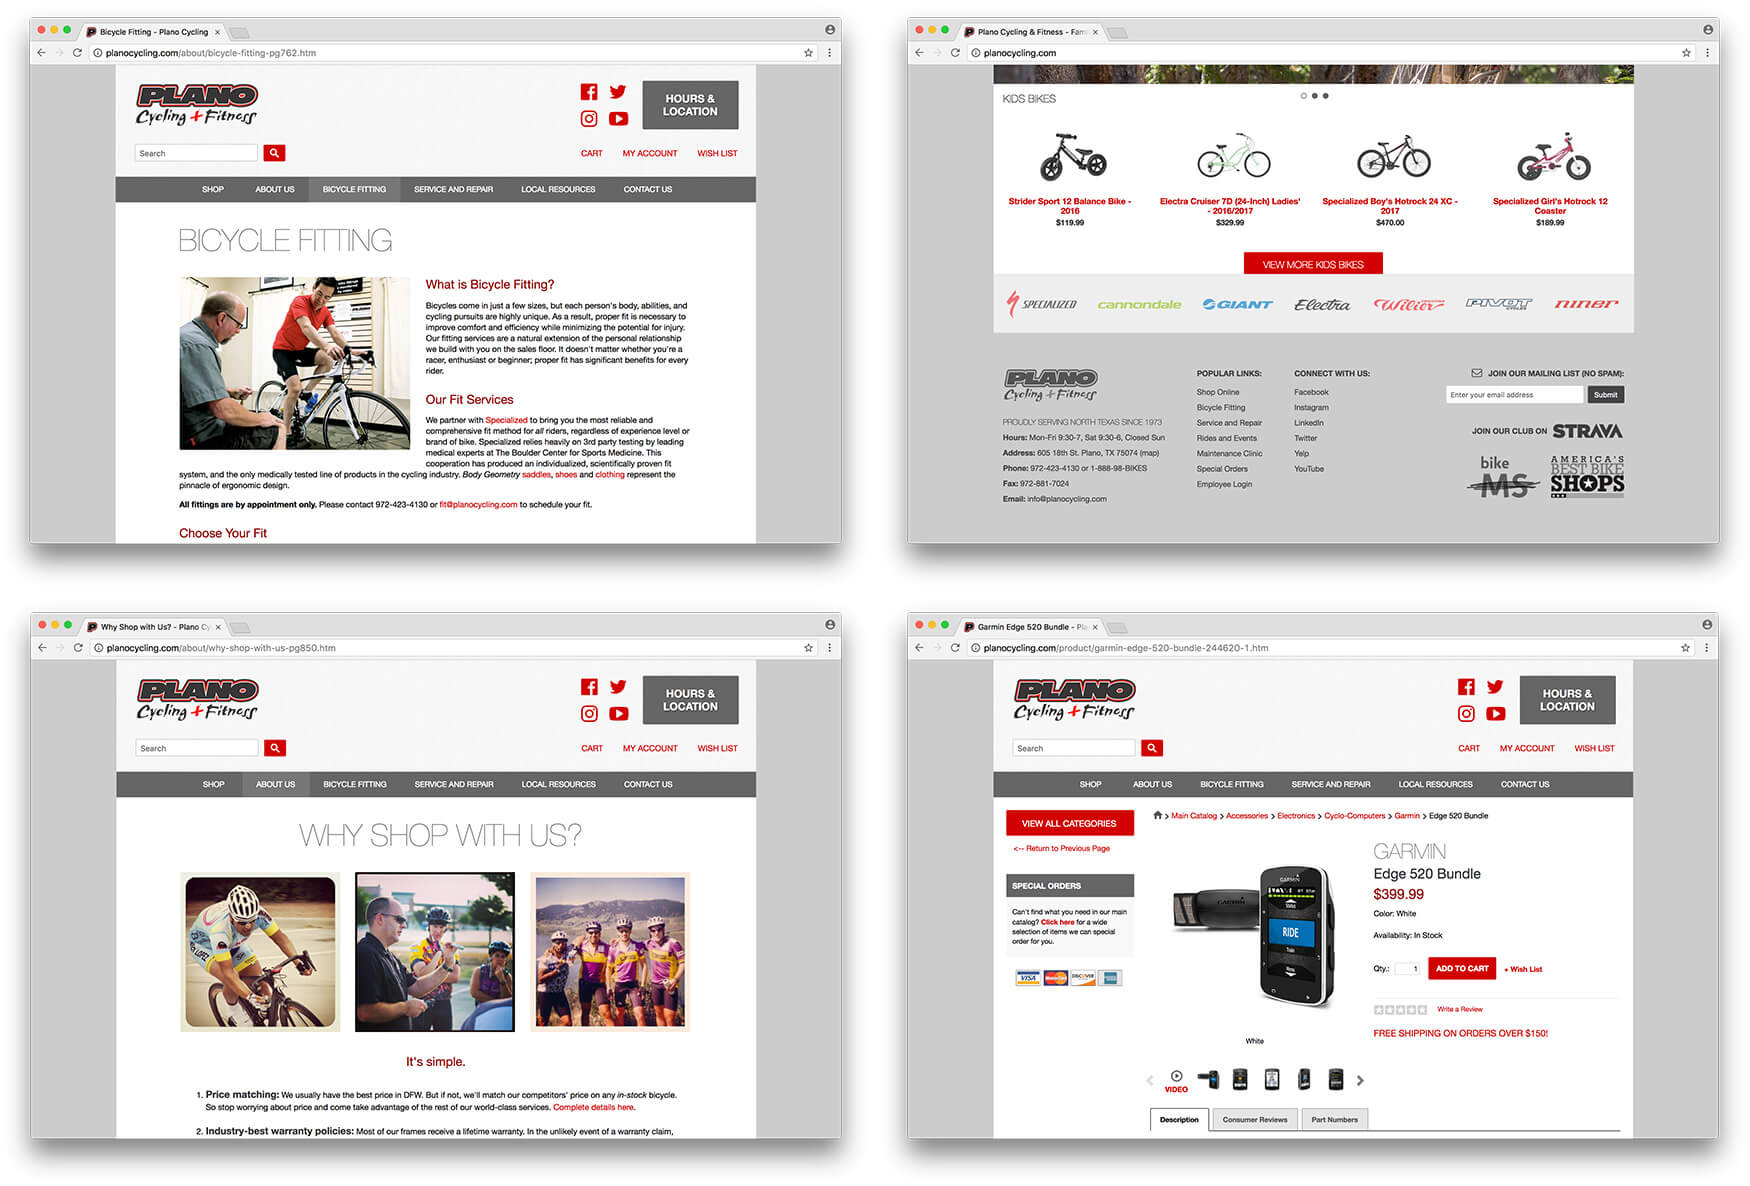 Bicycle Fitting - Plano Cycling
planocycling.com/about/bicycle-fitting-pg762.htm
PLANO
Cycling + Fitness
HOURS &
LOCATION
Search
CART MY ACCOUNT WISH LIST
SHOP ABOUT US BICYCLE FITTING SERVICE AND REPAIR LOCAL RESOURCES CONTACT US
BICYCLE FITTING
What is Bicycle Fitting?
Bicycles come in just a few sizes, but each person's body, abilities, and
cycling pursuits are highly unique. As a result, proper fit is necessary to
improve comfort and efficiency while minimizing the potential for injury.
Our fitting services are a natural extension of the personal relationship
we build with you on the sales floor. It doesn't matter whether you're a
racer, enthusiast or beginner; proper fit has significant benefits for every
rider.
Our Fit Services
We partner with Specialized to bring you the most reliable and
comprehensive fit method for all riders, regardless of experience level or
brand of bike. Specialized relies heavily on 3rd party testing by leading
medical experts at The Boulder Center for Sports Medicine. This
cooperation has produced an individualized, scientifically proven fit
system, and the only medically tested line of products in the cycling industry. Body Geometry saddles, shoes and clothing represent the
pinnacle of ergonomic design.
All fittings are by appointment only. Please contact 972-423-4130 or fit@planocycling.com to schedule your fit.
Choose Your Fit
Plano Cycling & Fitness - Fam
planocycling.com
KIDS BIKES
Strider Sport 12 Balance Bike -
2016
$119.99
Electra Cruiser 7D (24-Inch) Ladies'
- 2016/2017
$329.99
Specialized Boy's Hotrock 24 XC -
2017
$470.00
Specialized Girl's Hotrock 12
Coaster
$189.99
VIEW MORE KIDS BIKES
SPECIALIZED cannondale GIANT Electra Wilier PIVOT CYCLES NINER
PLANO
Cycling + Fitness
PROUDLY SERVING NORTH TEXAS SINCE 1973
Hours: Mon-Fri 9:30-7, Sat 9:30-6, Closed Sun
Address: 605 18th St. Plano, TX 75074 (map)
Phone: 972-423-4130 or 1-888-98-BIKES
Fax: 972-881-7024
Email: info@planocycling.com
POPULAR LINKS:
Shop Online
Bicycle Fitting
Service and Repair
Rides and Events
Maintenance Clinic
Special Orders
Employee Login
CONNECT WITH US:
Facebook
Instagram
LinkedIn
Twitter
Yelp
YouTube
JOIN OUR MAILING LIST (NO SPAM):
Enter your email address Submit
JOIN OUR CLUB ON STRAVA
bike
MS
AMERICA'S
BEST BIKE
SHOPS
Why Shop with Us? - Plano Cy
planocycling.com/about/why-shop-with-us-pg850.htm
PLANO
Cycling + Fitness
HOURS &
LOCATION
Search
CART MY ACCOUNT WISH LIST
SHOP ABOUT US BICYCLE FITTING SERVICE AND REPAIR LOCAL RESOURCES CONTACT US
WHY SHOP WITH US?
It's simple.
1. Price matching: We usually have the best price in DFW. But if not, we'll match our competitors' price on any in-stock bicycle.
So stop worrying about price and come take advantage of the rest of our world-class services. Complete details here.
2. Industry-best warranty policies: Most of our frames receive a lifetime warranty. In the unlikely event of a warranty claim,
Garmin Edge 520 Bundle - Pla
planocycling.com/product/garmin-edge-520-bundle-244620-1.htm
PLANO
Cycling + Fitness
HOURS &
LOCATION
Search
CART MY ACCOUNT WISH LIST
SHOP ABOUT US BICYCLE FITTING SERVICE AND REPAIR LOCAL RESOURCES CONTACT US
VIEW ALL CATEGORIES
<-- Return to Previous Page
SPECIAL ORDERS
Can't find what you need in our main
catalog? Click here for a wide
selection of items we can special
order for you.
VISA MasterCard DISCOVER
Main Catalog > Accessories > Electronics > Cyclo-Computers > Garmin > Edge 520 Bundle
GARMIN
RIDE
White
VIDEO
GARMIN
Edge 520 Bundle
$399.99
Color: White
Availability: In Stock
Qty.: 1 ADD TO CART + Wish List
Write a Review
FREE SHIPPING ON ORDERS OVER $150!
Description Consumer Reviews Part Numbers